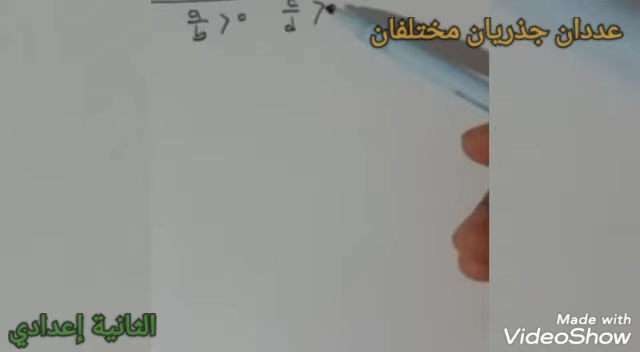 عددان جذريان مختلفان
a/b > 0 c/d >
الثانية إعدادي
Made with
VideoShow